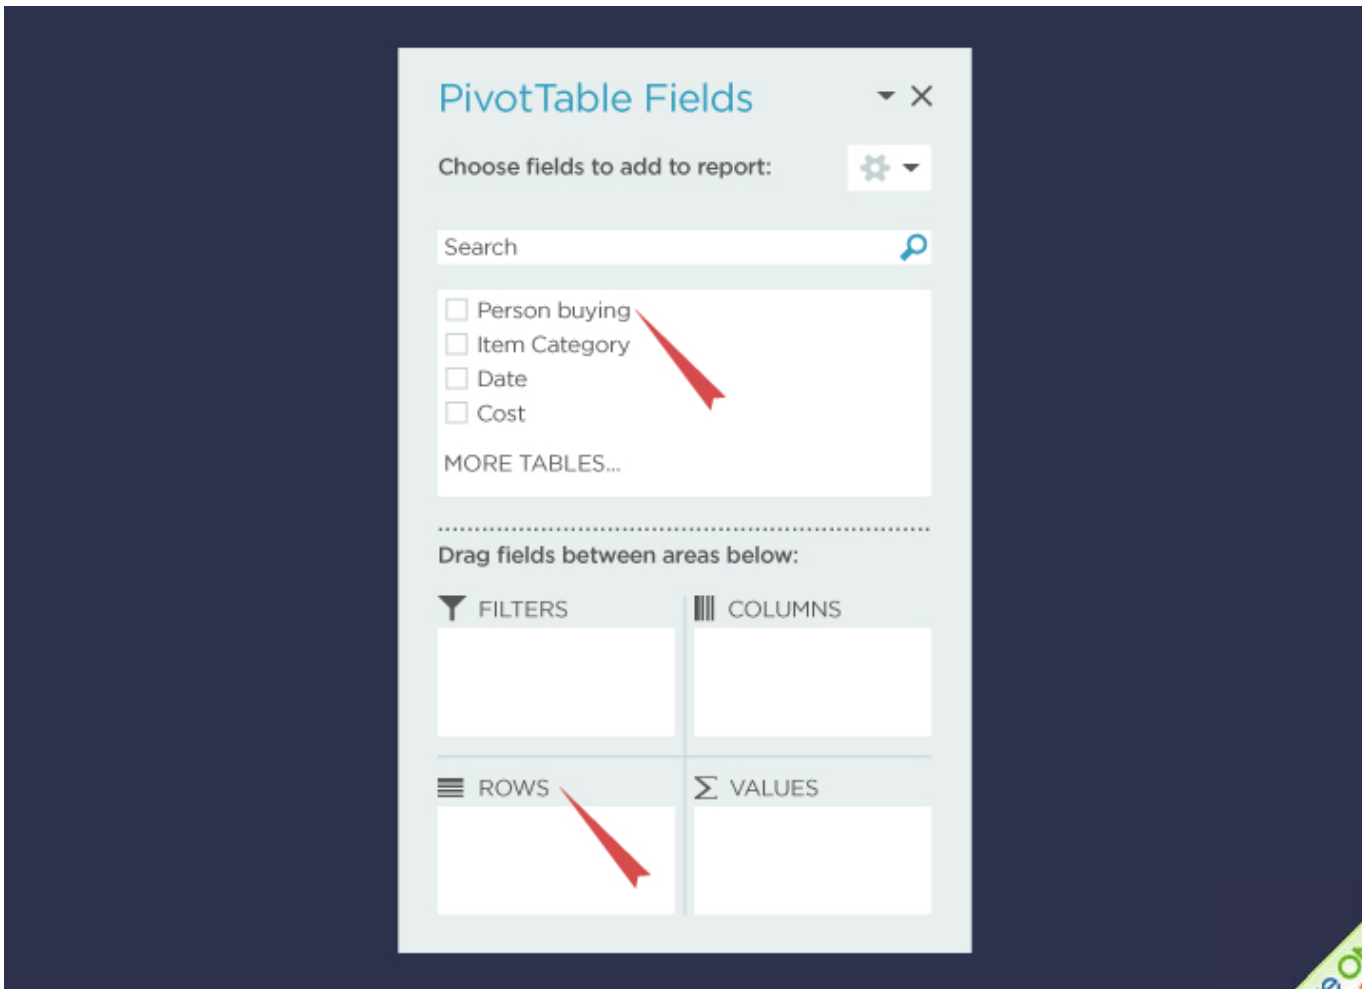 PivotTable Fields
Choose fields to add to report:
Search
Person buying
Item Category
Date
Cost
MORE TABLES...
Drag fields between areas below:
FILTERS
COLUMNS
ROWS
VALUES